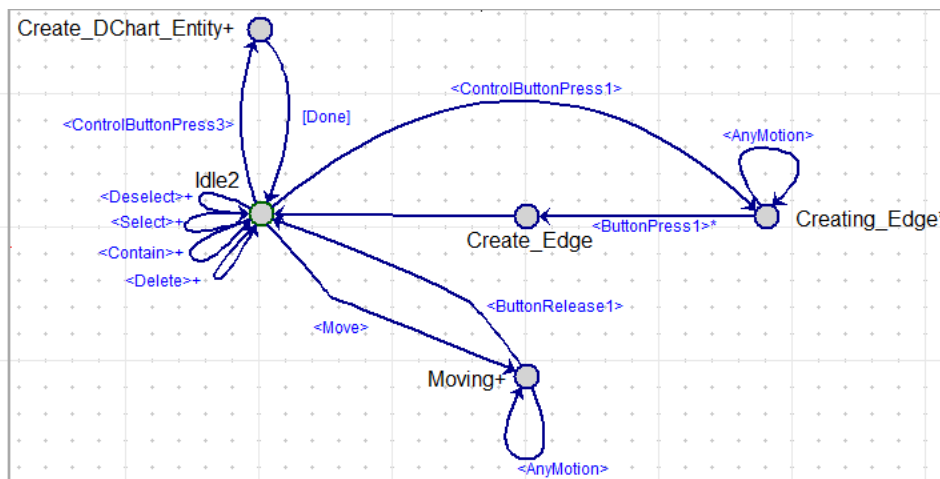 Create_DChart_Entity+
<ControlButtonPress1>
<ControlButtonPress3>
[Done]
<AnyMotion>
Idle2
<Deselect>+
<Select>+
<Contain>+
<Delete>+
Create_Edge
<ButtonPress1>*
Creating_Edge*
<ButtonRelease1>
<Move>
Moving+
<AnyMotion>